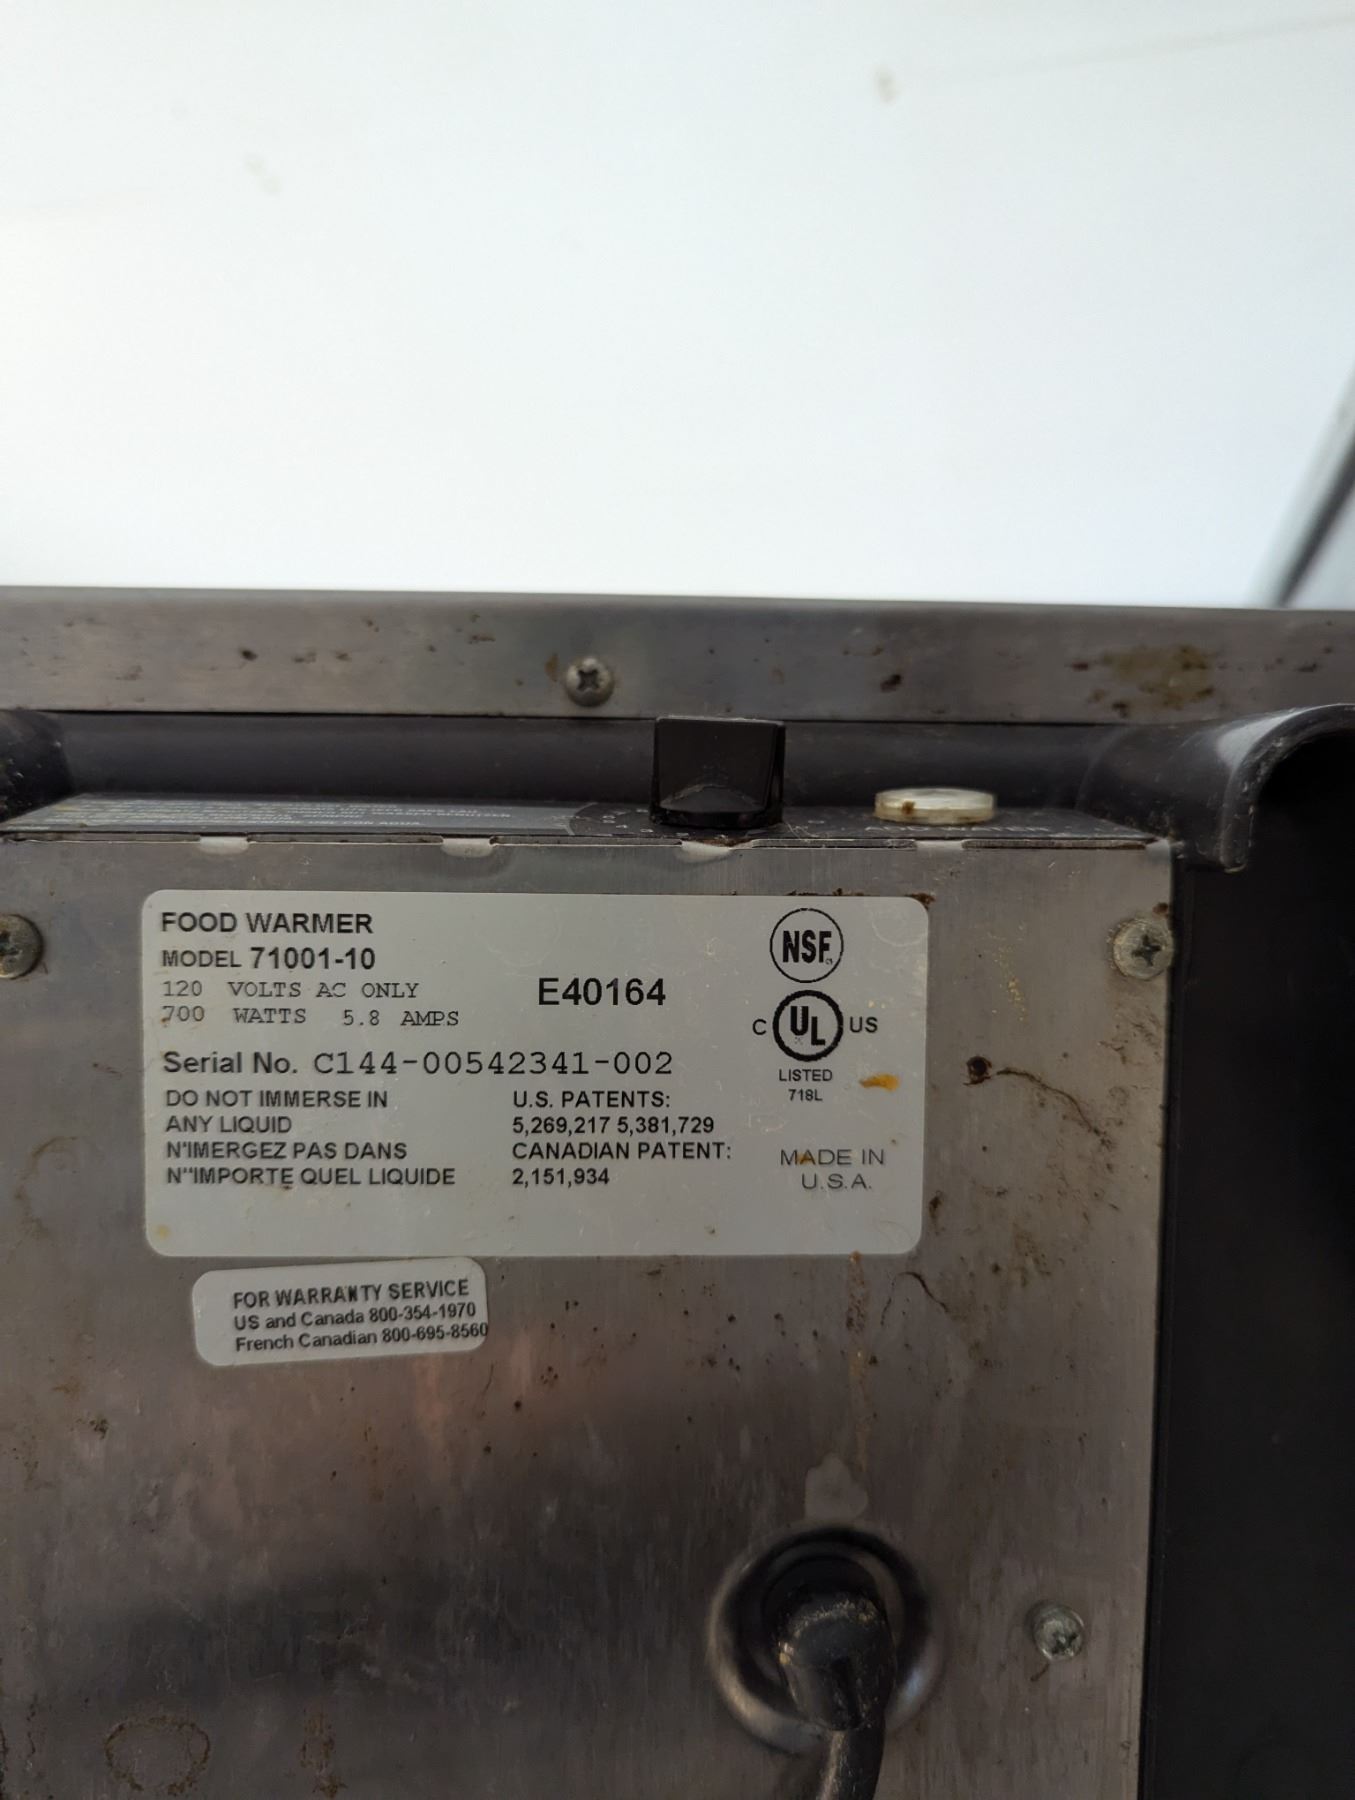 FOOD WARMER
MODEL 71001-10
120 VOLTS AC ONLY
700 WATTS 5.8 AMPS
E40164
NSF
C UL US
LISTED
718L
Serial No. C144-00542341-002
DO NOT IMMERSE IN
ANY LIQUID
N"IMERGEZ PAS DANS
N"IMPORTE QUEL LIQUIDE
U.S. PATENTS:
5,269,217 5,381,729
CANADIAN PATENT:
2,151,934
MADE IN
U.S.A.
FOR WARRANTY SERVICE
US and Canada 800-354-1970
French Canadian 800-695-8560